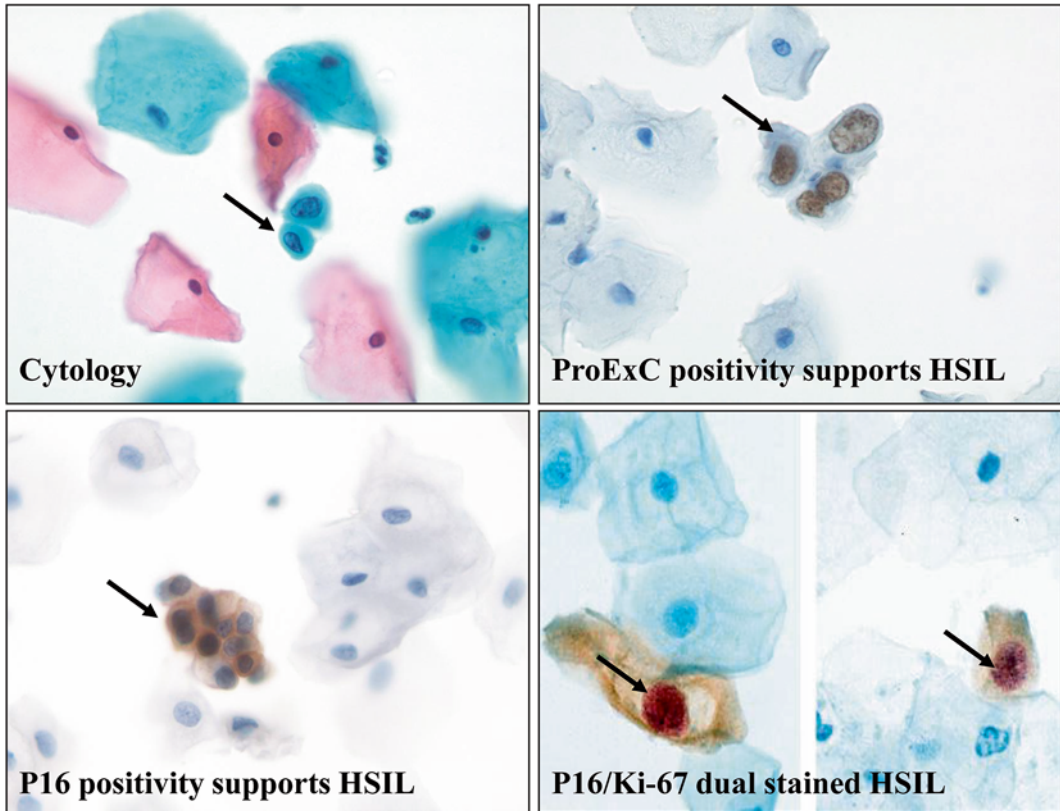 Cytology
ProExC positivity supports HSIL
P16 positivity supports HSIL
P16/Ki-67 dual stained HSIL